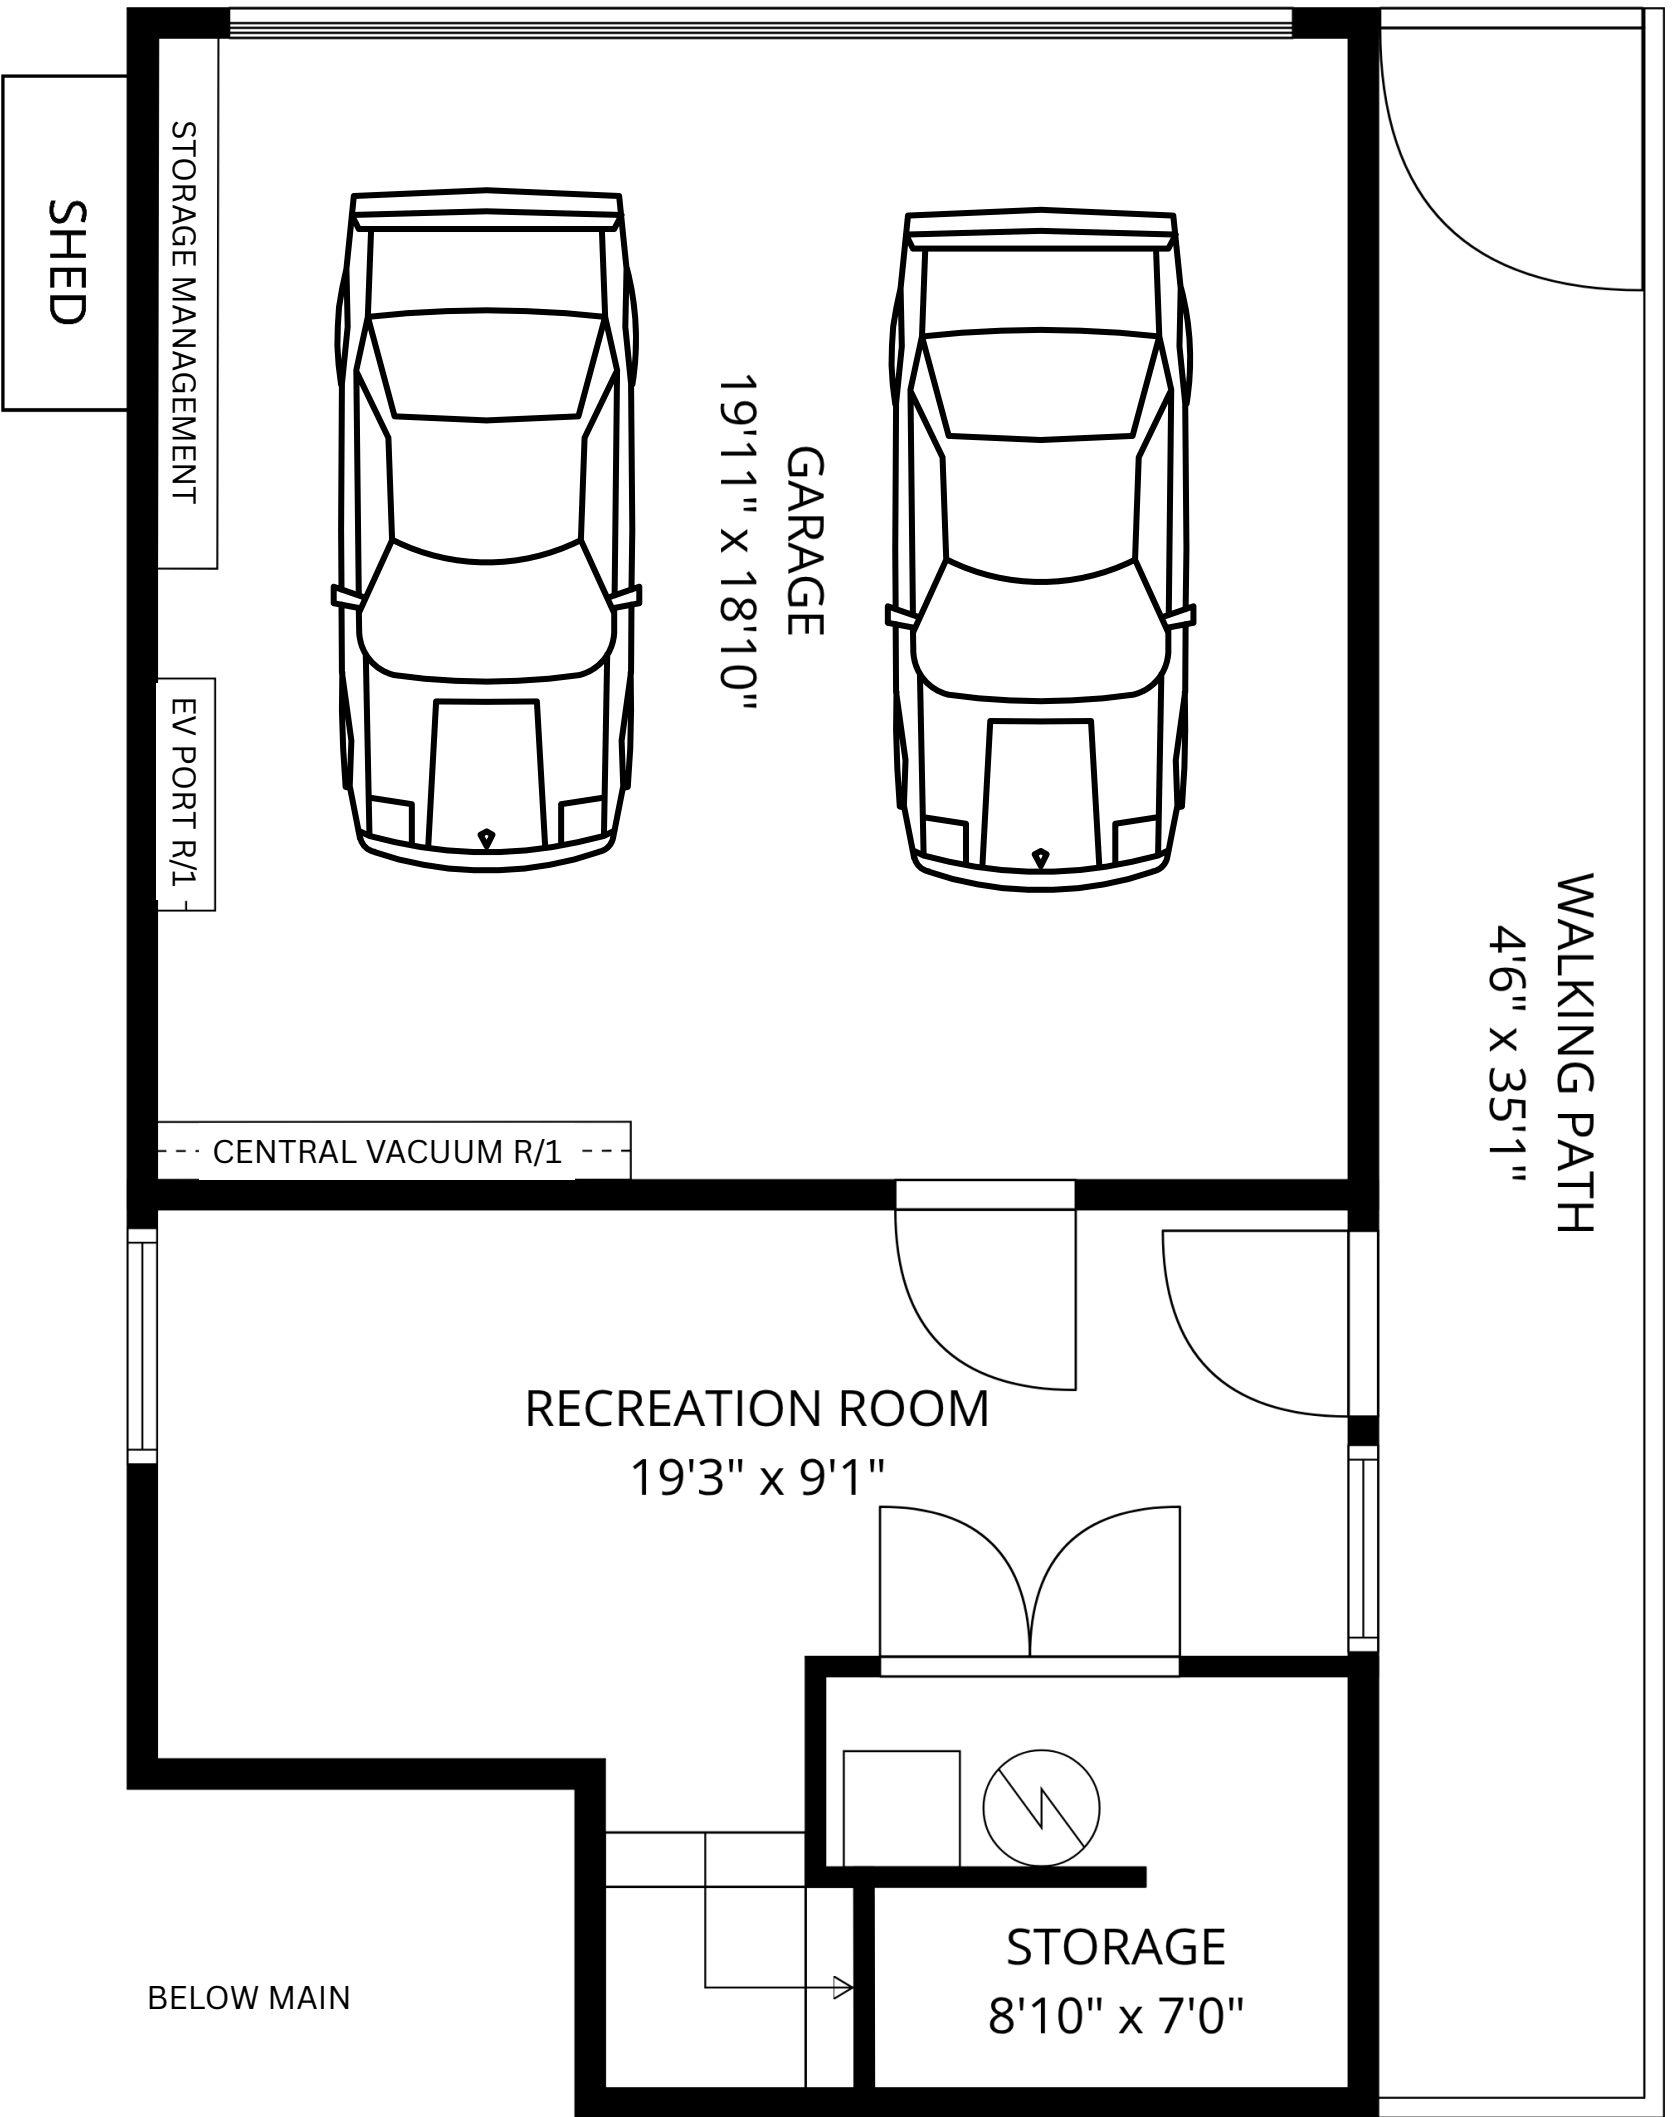 SHED
STORAGE MANAGEMENT
GARAGE
19'11" x 18'10"
EV PORT R/1
WALKING PATH
4'6" x 35'1"
CENTRAL VACUUM R/1
RECREATION ROOM
19'3" x 9'1"
STORAGE
8'10" x 7'0"
BELOW MAIN